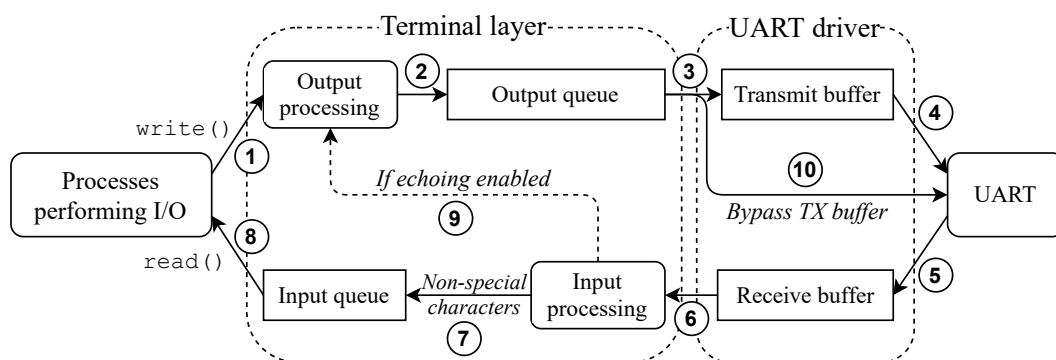 Terminal layer
UART driver
Output
processing
2
Output queue
3
Transmit buffer
4
write()
1
If echoing enabled
10
Processes
performing I/O
9
Bypass TX buffer
UART
8
read()
Input queue
Non-special
characters
7
Input
processing
6
Receive buffer
5